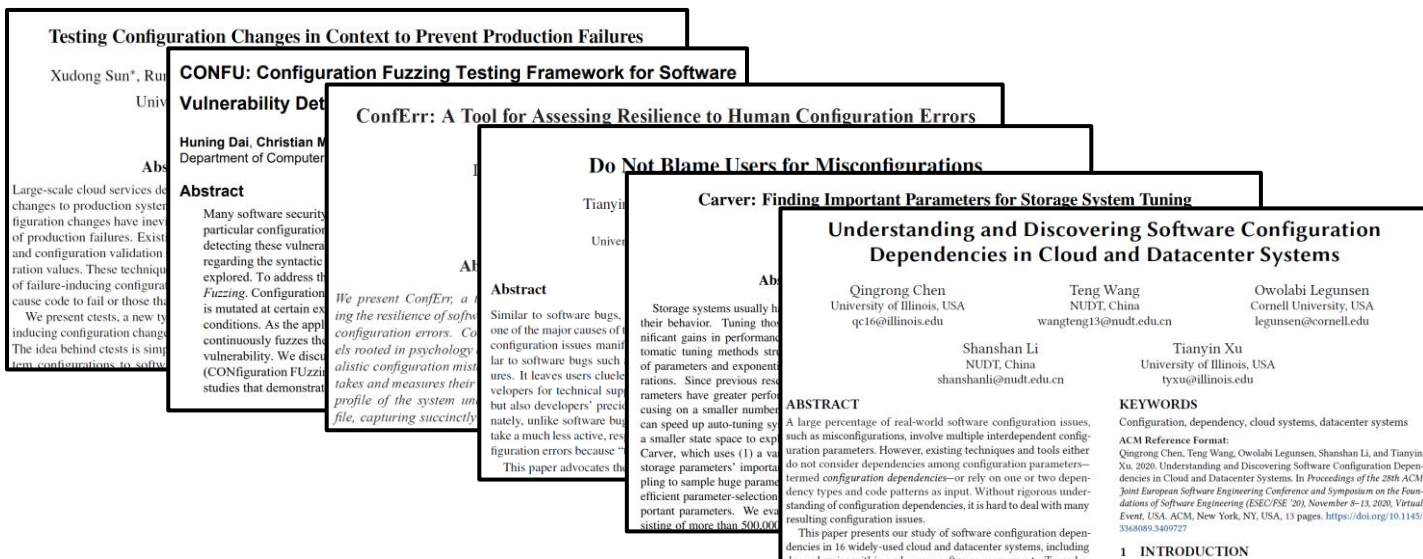 Testing Configuration Changes in Context to Prevent Production Failures
Xudong Sun*,
Abs
Large-scale cloud services de
changes to production system
figuration changes have inevi
of production failures. Existi
and configuration validation
ration values. These techniqu
of failure-inducing configurat
cause code to fail or those tha
We present ctests, a new ty
inducing configuration change
The idea behind ctests is simp
tem configurations to softw
CONFU: Configuration Fuzzing Testing Framework for Software
Vulnerability Det
Huning Dai, Christian M
Department of Computer
Abstract
Many software security
particular configuration
detecting these vulnera
regarding the syntactic
explored. To address th
Fuzzing. Configuration
is mutated at certain ex
conditions. As the appl
continuously fuzzes the
vulnerability. We discu
(CONfiguration FUzzin
studies that demonstrat
ConfErr: A Tool for Assessing Resilience to Human Configuration Errors
Ab
We present ConfErr, a t
ing the resilience of softw
configuration errors. Co
els rooted in psychology
alistic configuration mist
takes and measures their
profile of the system und
file, capturing succinctly
Do Not Blame Users for Misconfigurations
Tianyin
Univer
Abstract
Similar to software bugs,
one of the major causes of t
configuration issues manif
lar to software bugs such a
ures. It leaves users cluele
velopers for technical supp
but also developers' precio
nately, unlike software bug
take a much less active, resp
figuration errors because "t
This paper advocates the
Carver: Finding Important Parameters for Storage System Tuning
Abs
Storage systems usually ha
their behavior. Tuning thos
nificant gains in performanc
tomatic tuning methods stru
of parameters and exponenti
rations. Since previous rese
rameters have greater perfor
cusing on a smaller number
can speed up auto-tuning sy
a smaller state space to expl
Carver, which uses (1) a va
storage parameters' importa
pling to sample huge parame
efficient parameter-selection
portant parameters. We eva
sisting of more than 500,000
Understanding and Discovering Software Configuration
Dependencies in Cloud and Datacenter Systems
Qingrong Chen
University of Illinois, USA
qc16@illinois.edu
Teng Wang
NUDT, China
wangteng13@nudt.edu.cn
Owolabi Legunsen
Cornell University, USA
legunsen@cornell.edu
Shanshan Li
NUDT, China
shanshanli@nudt.edu.cn
Tianyin Xu
University of Illinois, USA
tyxu@illinois.edu
ABSTRACT
A large percentage of real-world software configuration issues,
such as misconfigurations, involve multiple interdependent config-
uration parameters. However, existing techniques and tools either
do not consider dependencies among configuration parameters—
termed configuration dependencies—or rely on one or two depen-
dency types and code patterns as input. Without rigorous under-
standing of configuration dependencies, it is hard to deal with many
resulting configuration issues.
This paper presents our study of software configuration depen-
dencies in 16 widely-used cloud and datacenter systems, including
KEYWORDS
Configuration, dependency, cloud systems, datacenter systems
ACM Reference Format:
Qingrong Chen, Teng Wang, Owolabi Legunsen, Shanshan Li, and Tianyin
Xu. 2020. Understanding and Discovering Software Configuration Depen-
dencies in Cloud and Datacenter Systems. In Proceedings of the 28th ACM
Joint European Software Engineering Conference and Symposium on the Foun-
dations of Software Engineering (ESEC/FSE '20), November 8–13, 2020, Virtual
Event, USA. ACM, New York, NY, USA, 13 pages. https://doi.org/10.1145/
3368089.3409727
1 INTRODUCTION